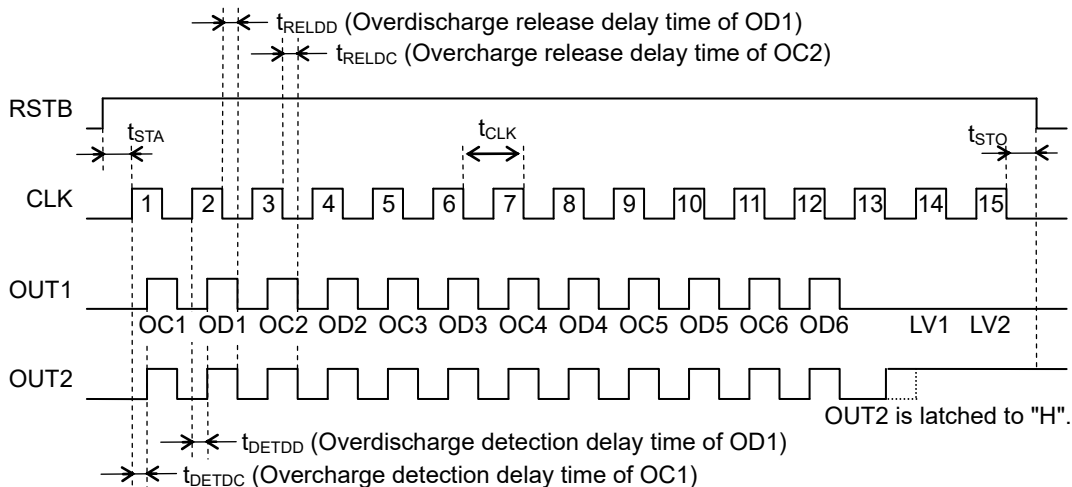 tRELDD (Overdischarge release delay time of OD1)
tRELDC (Overcharge release delay time of OC2)
RSTB
tSTA
tCLK
tSTO
CLK
1 2 3 4 5 6 7 8 9 10 11 12 13 14 15
OUT1
OC1 OD1 OC2 OD2 OC3 OD3 OC4 OD4 OC5 OD5 OC6 OD6 LV1 LV2
OUT2
OUT2 is latched to "H".
tDETDD (Overdischarge detection delay time of OD1)
tDETDC (Overcharge detection delay time of OC1)